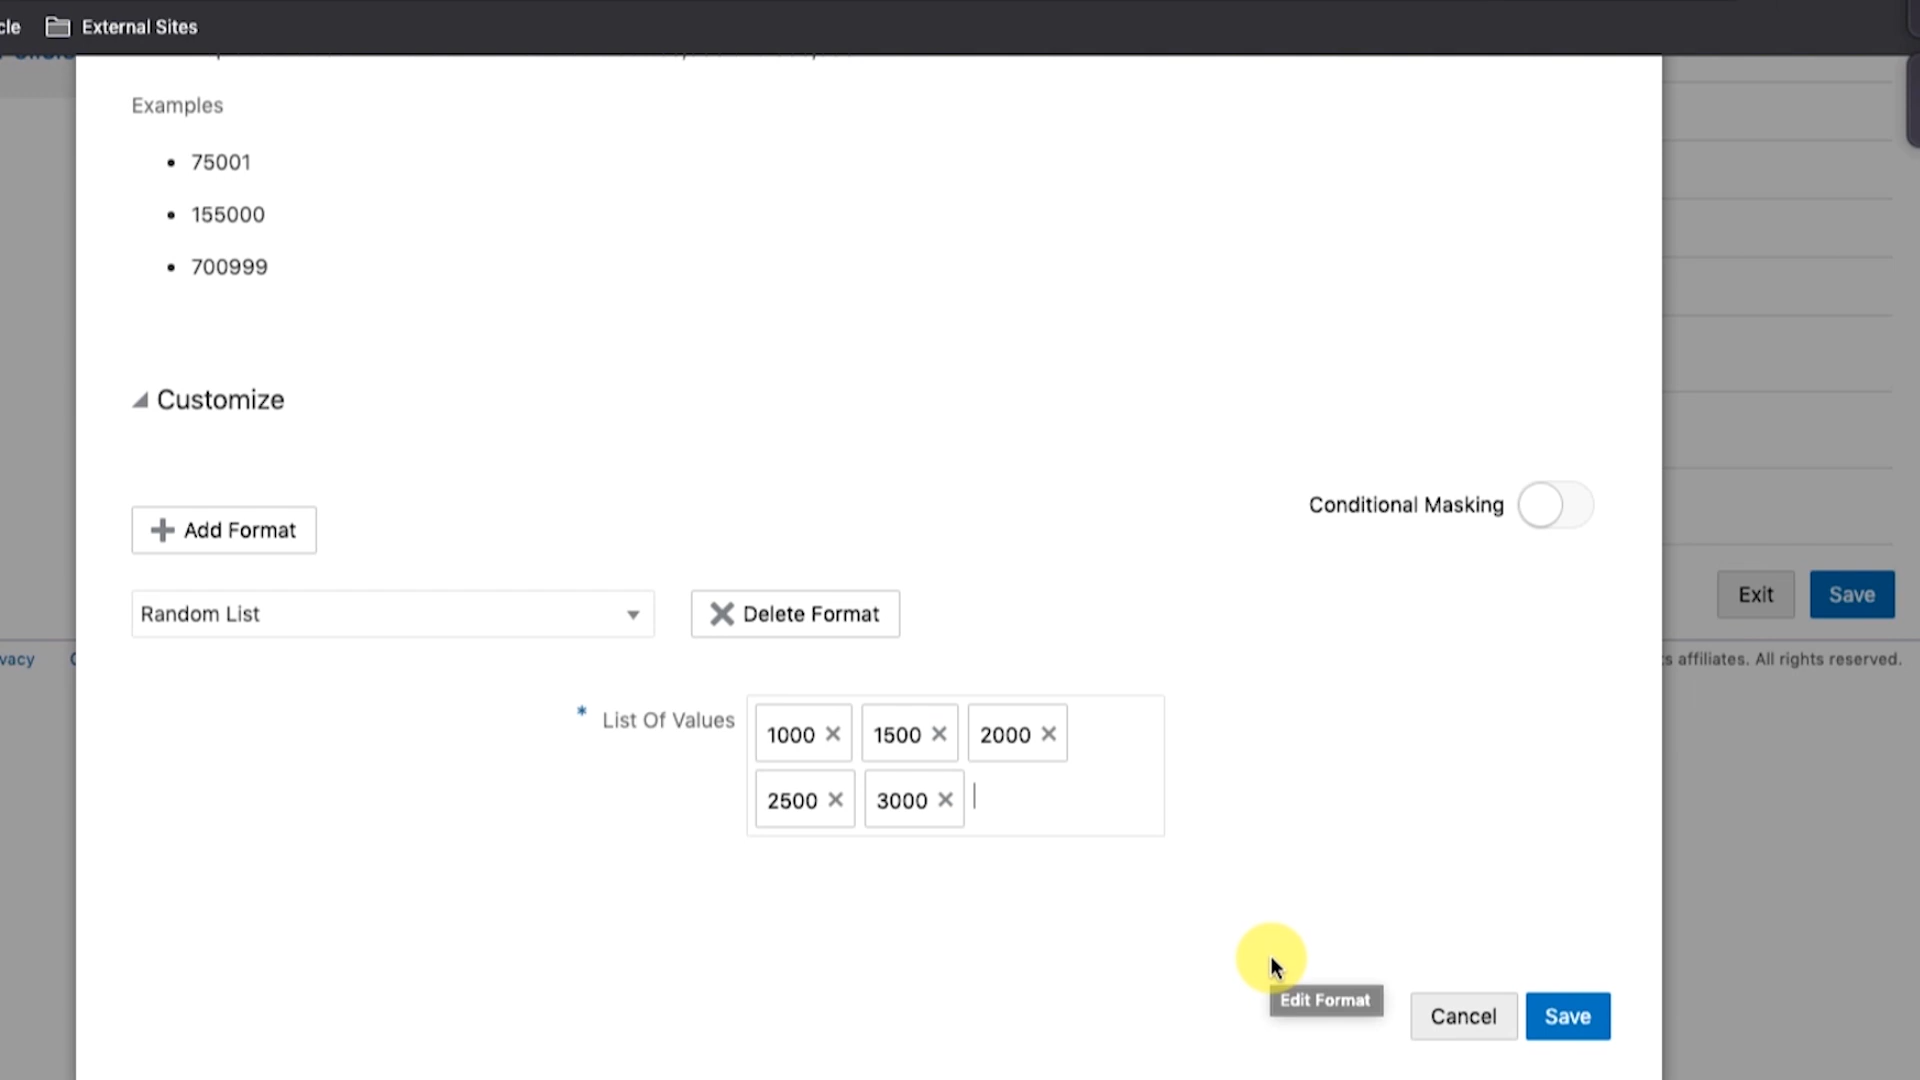 cle External Sites
Examples
75001
155000
700999
Customize
Conditional Masking
Add Format
Random List
Delete Format
Exit
Save
vacy
s affiliates. All rights reserved.
* List Of Values
1000 1500 2000
2500 3000
Edit Format
Cancel
Save